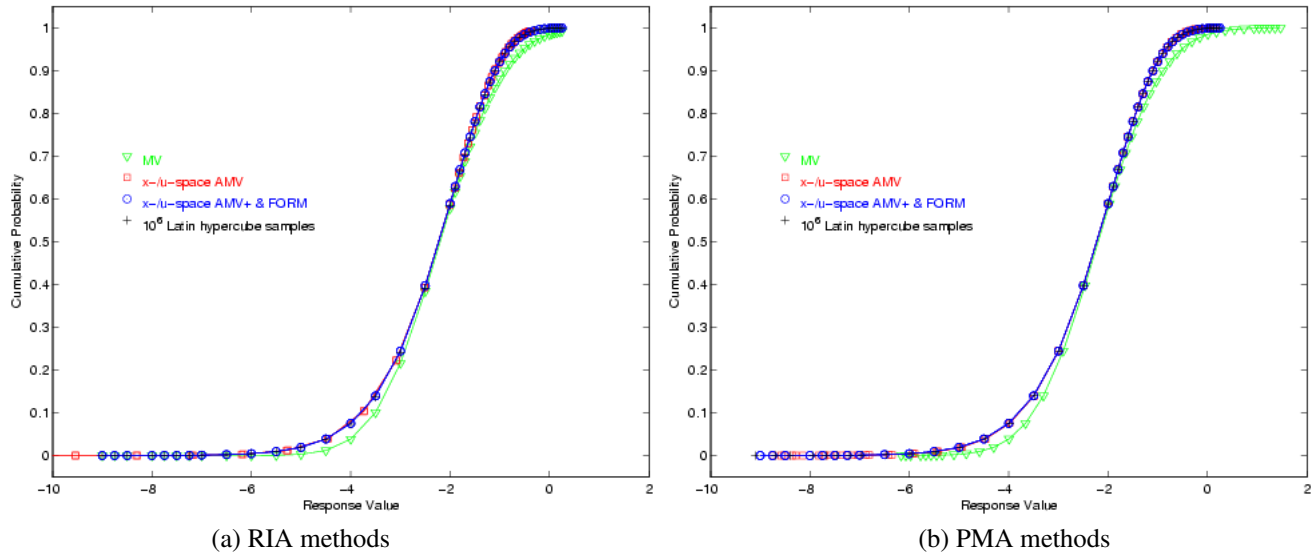 1
0.9
0.8
0.7
0.6
0.5
0.4
0.3
0.2
0.1
0
Cumulative Probability
MV
x-/u-space AMV
x-/u-space AMV+ & FORM
10^6 Latin hypercube samples
-10 -8 -6 -4 -2 0 2
Response Value
(a) RIA methods
1
0.9
0.8
0.7
0.6
0.5
0.4
0.3
0.2
0.1
0
Cumulative Probability
MV
x-/u-space AMV
x-/u-space AMV+ & FORM
10^6 Latin hypercube samples
-10 -8 -6 -4 -2 0 2
Response Value
(b) PMA methods